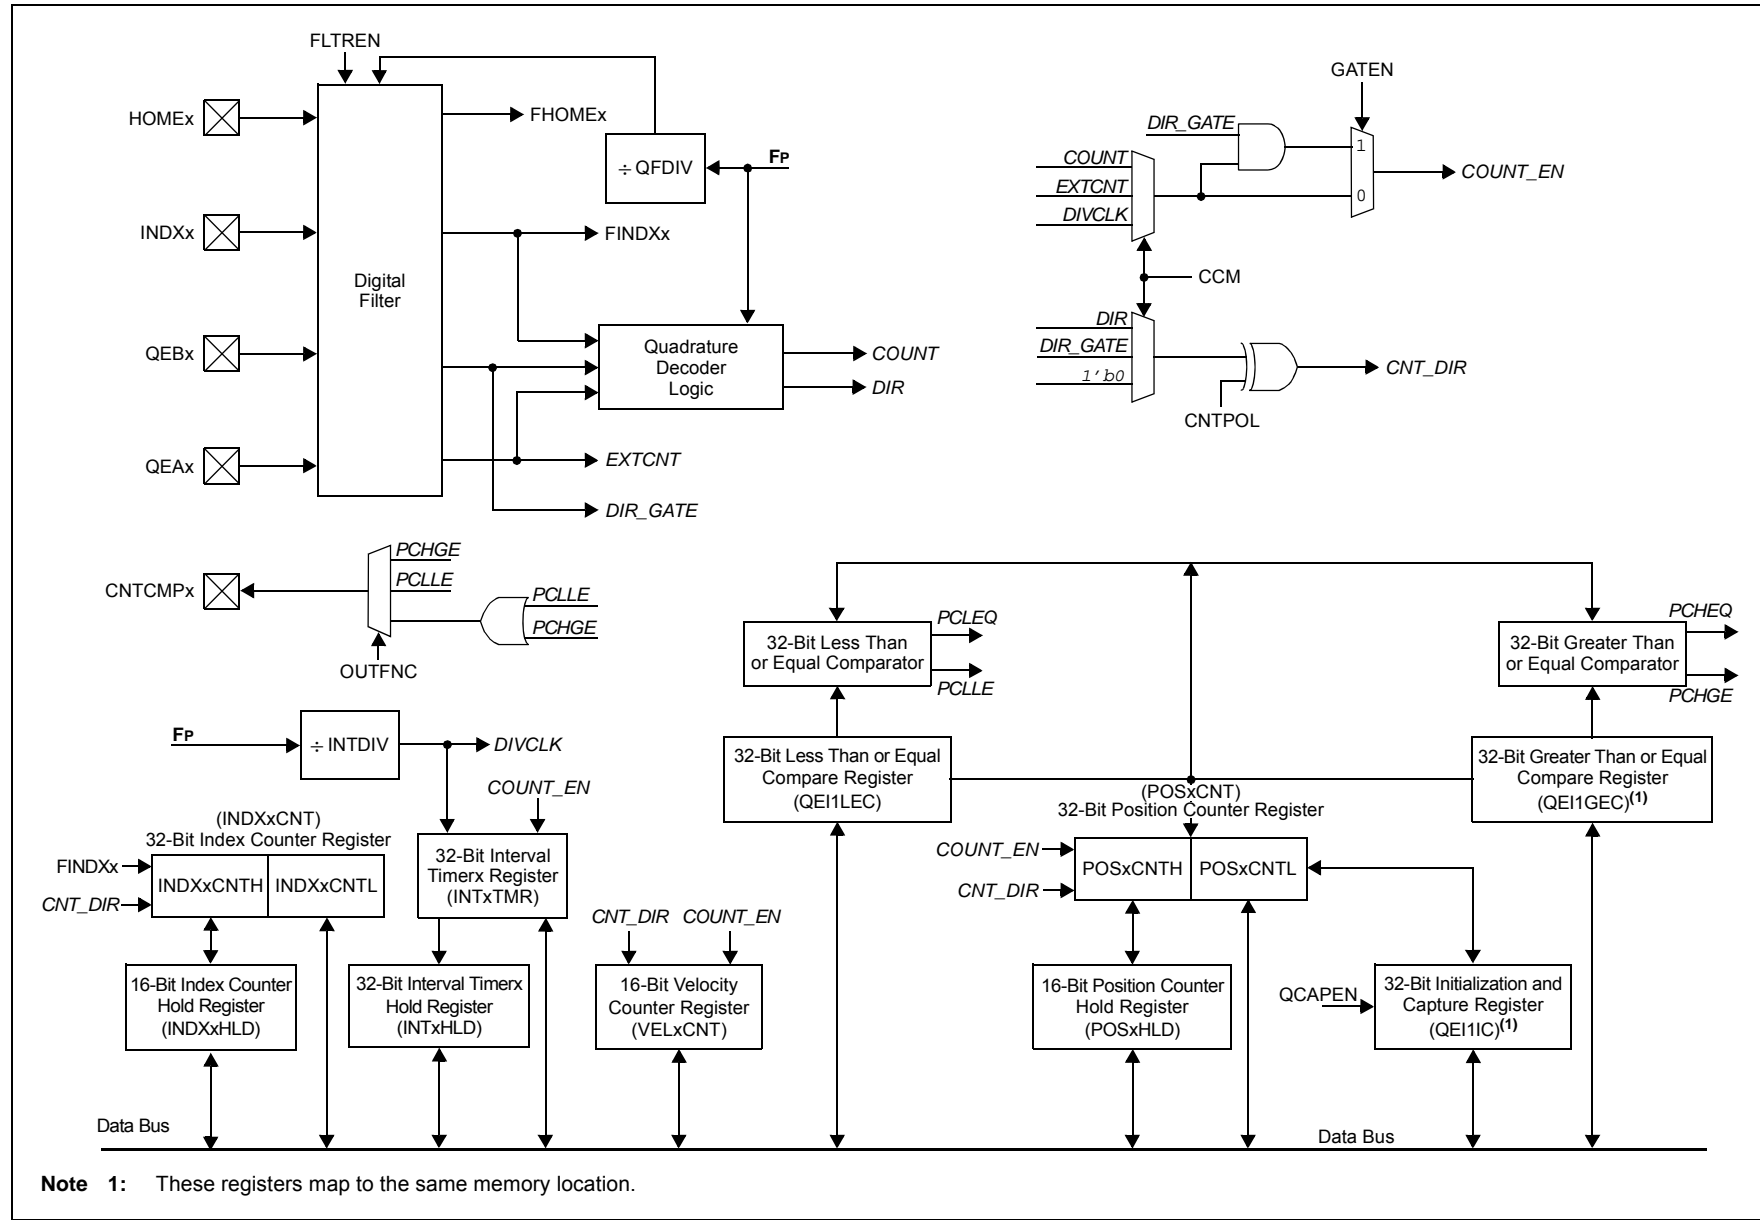 FLTREN
GATEN
HOMEx
FHOMEx
DIR_GATE
÷ QFDIV
FP
COUNT
EXTCNT
DIVCLK
1
0
COUNT_EN
INDXx
FINDXx
Digital
Filter
CCM
QEBx
Quadrature
Decoder
Logic
COUNT
DIR
DIR
DIR_GATE
1'b0
CNT_DIR
CNTPOL
QEAx
EXTCNT
DIR_GATE
CNTCMPx
PCHGE
PCLLE
PCLLE
PCHGE
OUTFNC
32-Bit Less Than
or Equal Comparator
PCLEQ
PCLLE
32-Bit Greater Than
or Equal Comparator
PCHEQ
PCHGE
FP
÷ INTDIV
DIVCLK
COUNT_EN
32-Bit Less Than or Equal
Compare Register
(QEI1LEC)
32-Bit Greater Than or Equal
Compare Register
(QEI1GEC)(1)
(POSxCNT)
32-Bit Position Counter Register
(INDXxCNT)
32-Bit Index Counter Register
FINDXx
CNT_DIR
INDXxCNTH
INDXxCNTL
32-Bit Interval
Timerx Register
(INTxTMR)
COUNT_EN
CNT_DIR
POSxCNTH
POSxCNTL
CNT_DIR
COUNT_EN
16-Bit Index Counter
Hold Register
(INDXxHLD)
32-Bit Interval Timerx
Hold Register
(INTxHLD)
16-Bit Velocity
Counter Register
(VELxCNT)
16-Bit Position Counter
Hold Register
(POSxHLD)
QCAPEN
32-Bit Initialization and
Capture Register
(QEI1IC)(1)
Data Bus
Data Bus
Note 1: These registers map to the same memory location.